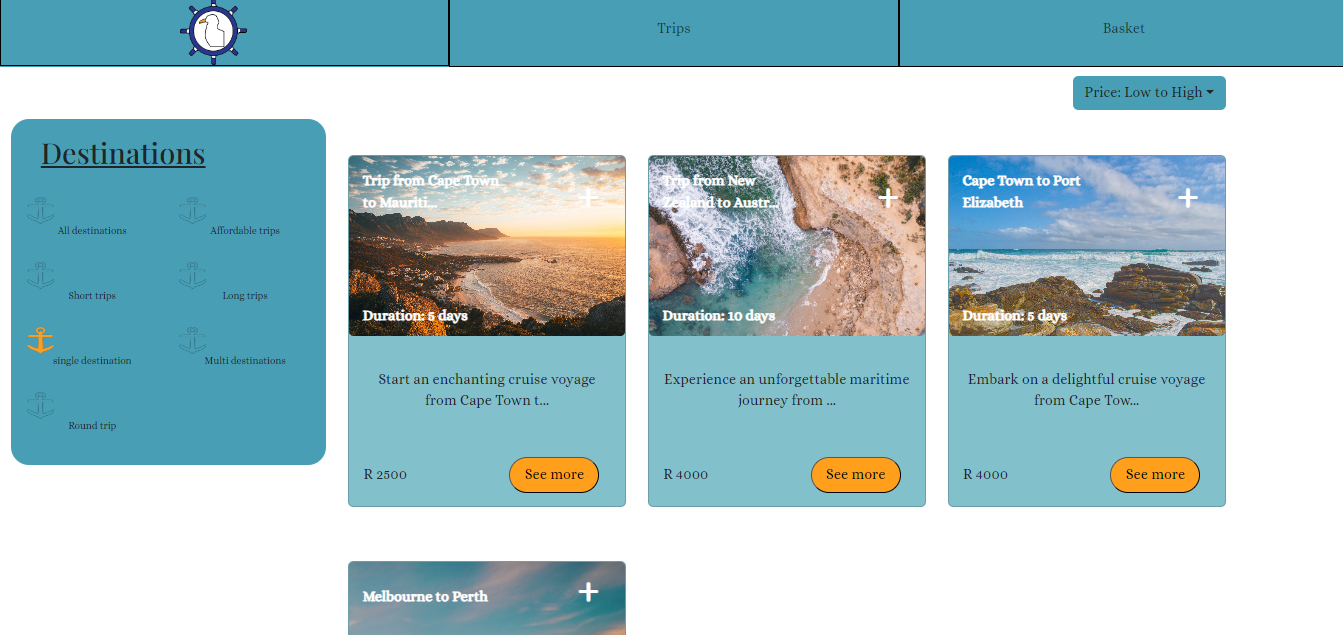 Trips
Basket
Price: Low to High
Destinations
All destinations
Affordable trips
Short trips
Long trips
single destination
Multi destinations
Round trip
Trip from Cape Town
to Mauriti...
Duration: 5 days
Start an enchanting cruise voyage
from Cape Town t...
R 2500
See more
Trip from New
Zealand to Austr...
Duration: 10 days
Experience an unforgettable maritime
journey from ...
R 4000
See more
Cape Town to Port
Elizabeth
Duration: 5 days
Embark on a delightful cruise voyage
from Cape Tow...
R 4000
See more
Melbourne to Perth